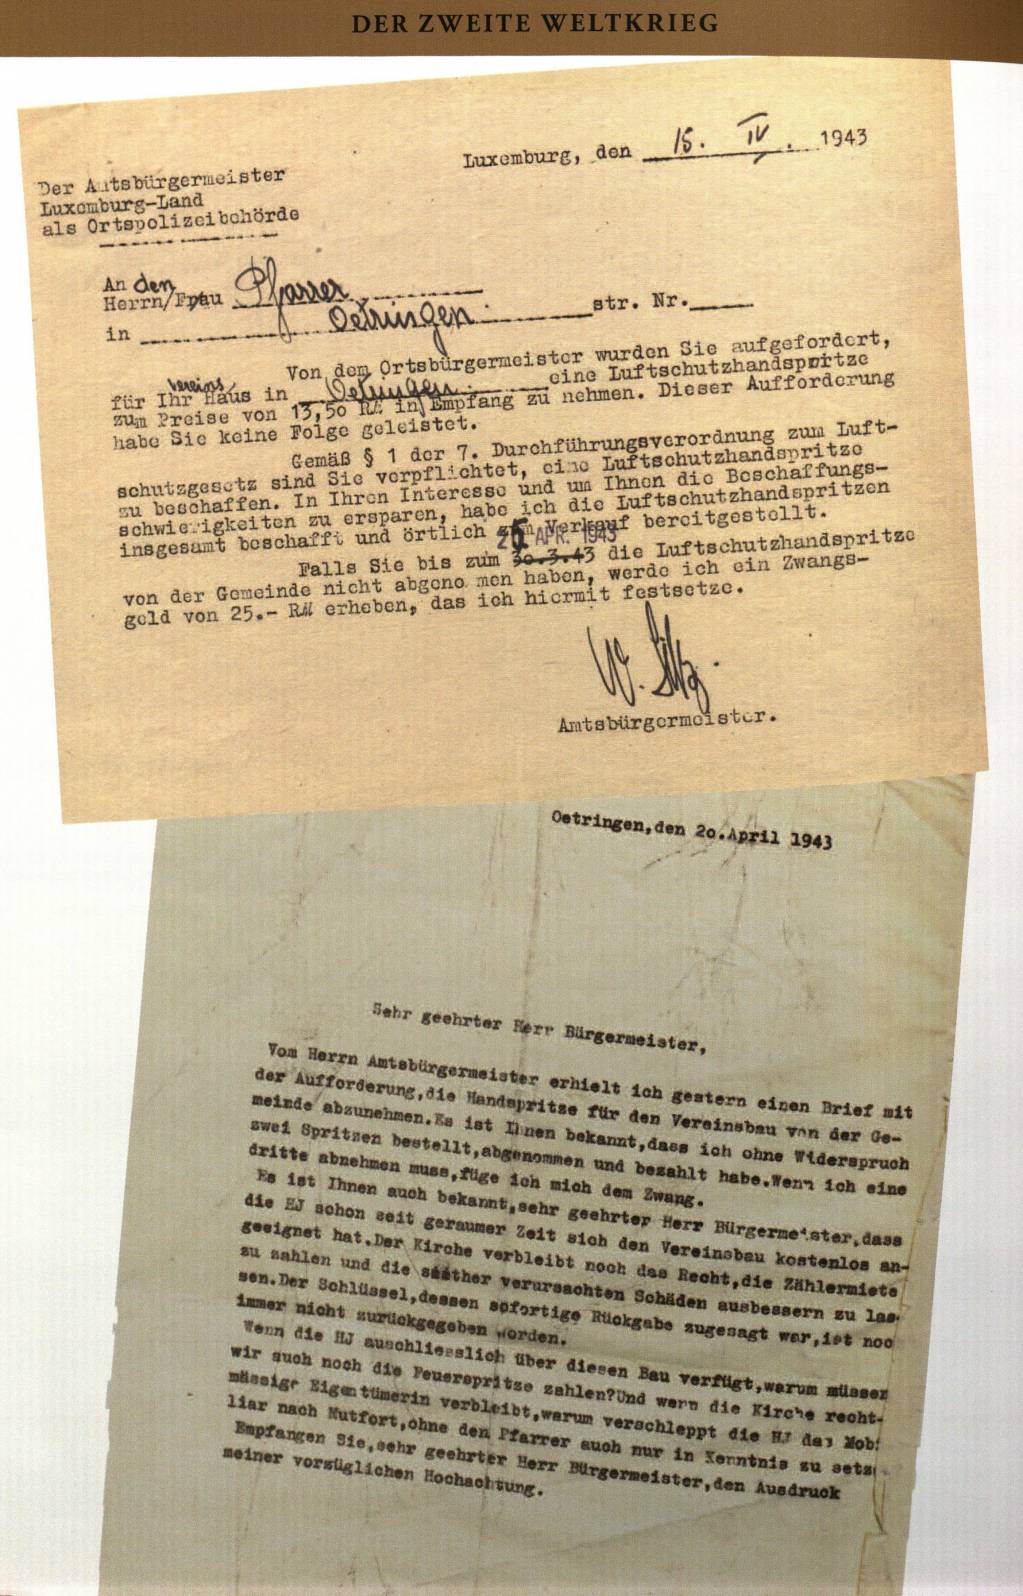 DER ZWEITE WELTKRIEG
Luxemburg, den 15. IV. 1943
Der Amtsbürgermeister
Luxemburg-Land
als Ortspolizeibehörde
An den
Herrn/Frau Pfarrer
in Oetringen str. Nr.
Von dem Ortsbürgermeister wurden Sie aufgefordert,
für Ihr Vereins Haus in Oetringen eine Luftschutzhandspritze
zum Preise von 13,50 RM in Empfang zu nehmen. Dieser Aufforderung
habe Sie keine Folge geleistet.
Gemäß § 1 der 7. Durchführungsverordnung zum Luft-
schutzgesetz sind Sie verpflichtet, eine Luftschutzhandspritze
zu beschaffen. In Ihren Interesse und um Ihnen die Beschaffungs-
schwierigkeiten zu ersparen, habe ich die Luftschutzhandspritzen
insgesamt beschafft und örtlich zum Verkauf bereitgestellt.
APR. 1943
Falls Sie bis zum 30.3.43 die Luftschutzhandspritze
von der Gemeinde nicht abgeno men haben, werde ich ein Zwangs-
geld von 25.- RM erheben, das ich hiermit festsetze.
Amtsbürgermeister.
Oetringen,den 20.April 1943
Sehr geehrter Herr Bürgermeister,
Vom Herrn Amtsbürgermeister erhielt ich gestern einen Brief mit
der Aufforderung,die Handspritze für den Vereinsbau von der Ge-
meinde abzunehmen.Es ist Ihnen bekannt,dass ich ohne Widerspruch
zwei Spritzen bestellt,abgenommen und bezahlt habe.Wenn ich eine
dritte abnehmen muss,füge ich mich dem Zwang.
Es ist Ihnen auch bekannt,sehr geehrter Herr Bürgermeister,dass
die HJ schon seit geraumer Zeit sich den Vereinsbau kostenlos an-
geeignet hat.Der Kirche verbleibt noch das Recht,die Zählermiete
zu zahlen und die seither verursachten Schäden ausbessern zu las-
sen.Der Schlüssel,dessen sofortige Rückgabe zugesagt war,ist noc
immer nicht zurückgegeben worden.
Wenn die HJ auschliesslich über diesen Bau verfügt,warum müssen
wir auch noch die Feuerspritze zahlen?Und wenn die Kirche recht-
mässige Eigentümerin verbleibt,warum verschleppt die HJ das Mobi
liar nach Mutfort,ohne den Pfarrer auch nur in Kenntnis zu setze
Empfangen Sie,sehr geehrter Herr Bürgermeister,den Ausdruck
meiner vorzüglichen Hochachtung.